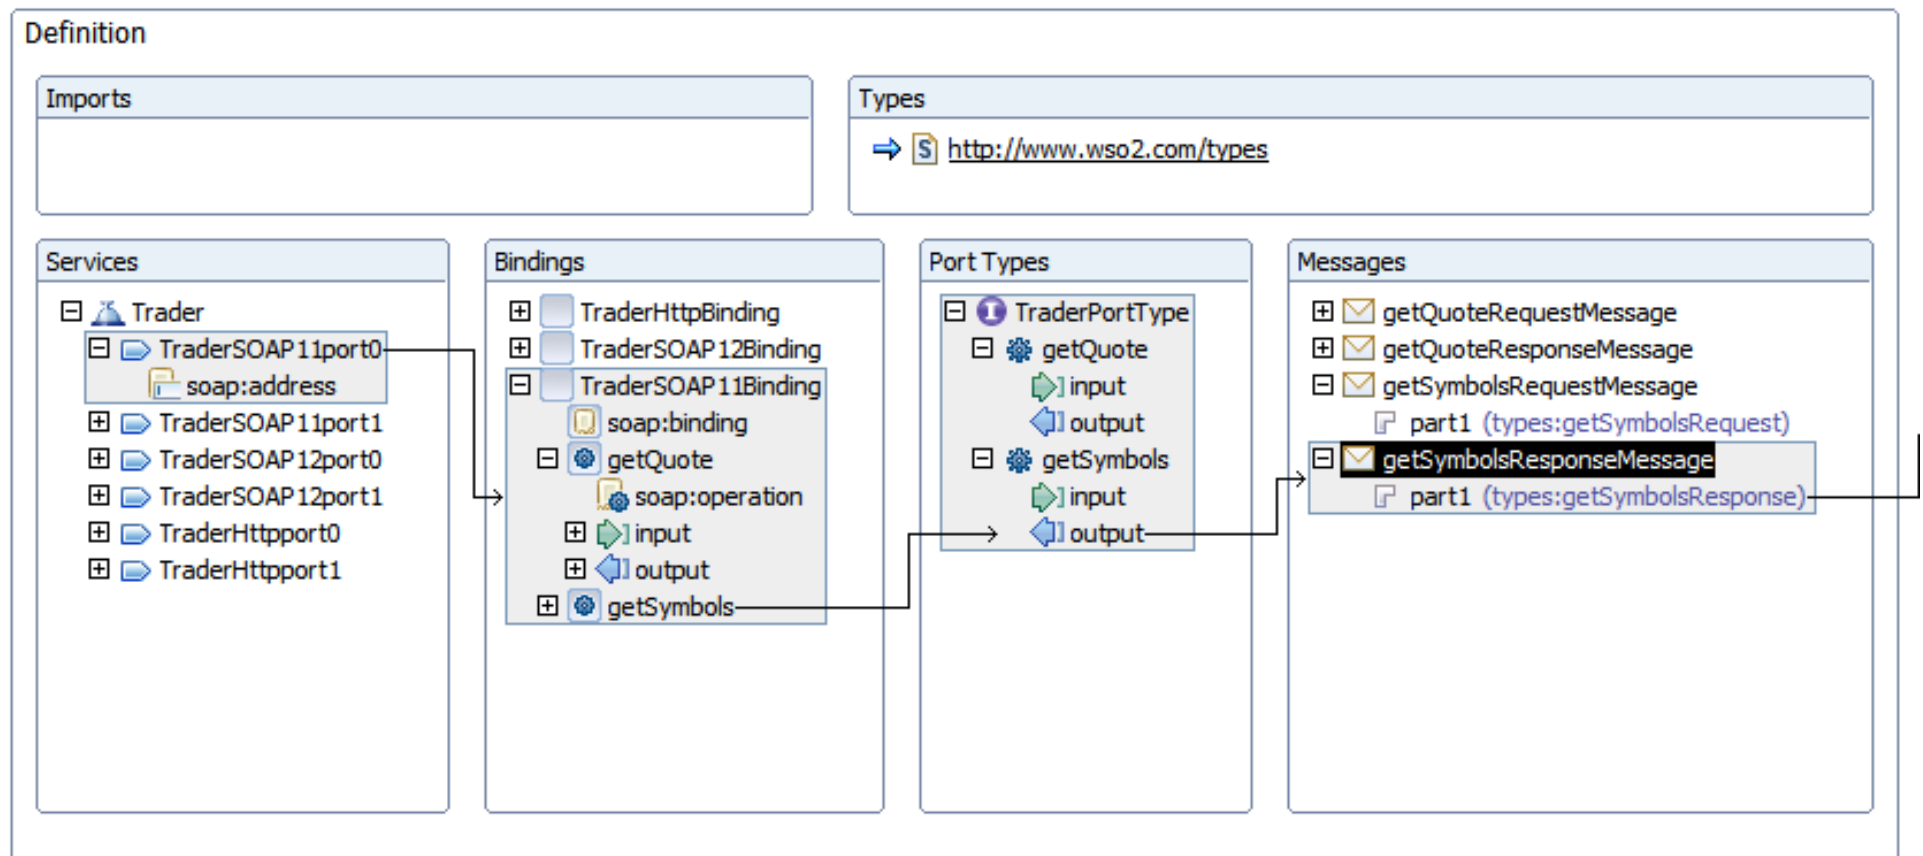 Definition
Imports
Types
http://www.wso2.com/types
Services
Trader
TraderSOAP11port0
soap:address
TraderSOAP11port1
TraderSOAP12port0
TraderSOAP12port1
TraderHttpport0
TraderHttpport1
Bindings
TraderHttpBinding
TraderSOAP12Binding
TraderSOAP11Binding
soap:binding
getQuote
soap:operation
input
output
getSymbols
Port Types
TraderPortType
getQuote
input
output
getSymbols
input
output
Messages
getQuoteRequestMessage
getQuoteResponseMessage
getSymbolsRequestMessage
part1 (types:getSymbolsRequest)
getSymbolsResponseMessage
part1 (types:getSymbolsResponse)